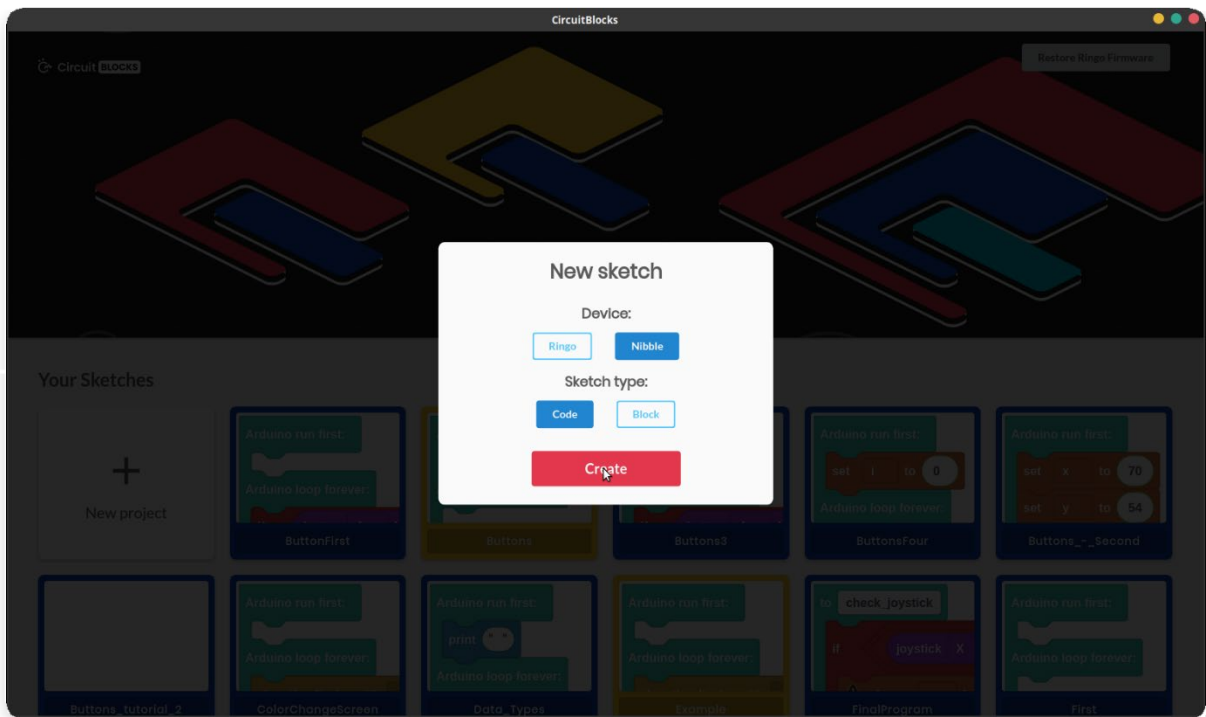 CircuitBlocks
Circuit BLOCKS
Restore Ringo Firmware
New sketch
Device:
Ringo Nibble
Sketch type:
Code Block
Create
Your Sketches
New project
Arduino run first:
Arduino loop forever:
ButtonFirst
Buttons
Buttons3
Arduino run first:
set i to 0
Arduino loop forever:
ButtonsFour
Arduino run first:
set x to 70
set y to 54
Buttons_-_Second
Buttons_tutorial_2
Arduino run first:
Arduino loop forever:
ColorChangeScreen
Arduino run first:
print
Arduino loop forever:
Data_Types
Arduino run first:
Arduino loop forever:
Example
to check_joystick
if joystick X
FinalProgram
Arduino run first:
Arduino loop forever:
First